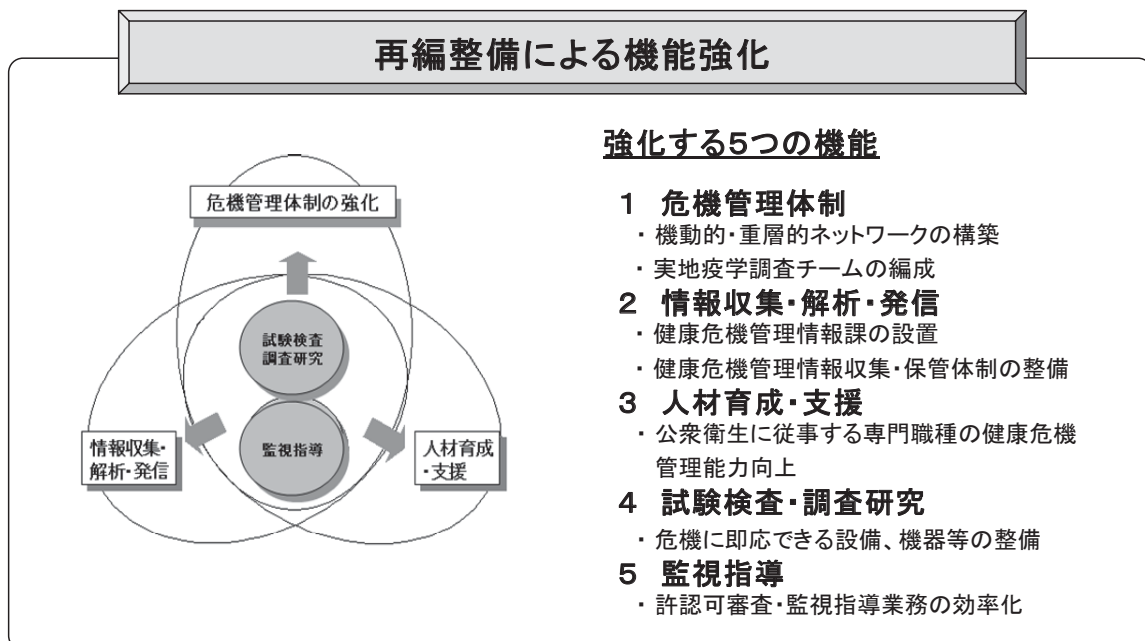 再編整備による機能強化
危機管理体制の強化
試験検査
調査研究
監視指導
情報収集・
解析・発信
人材育成
・支援
強化する5つの機能
1 危機管理体制
・ 機動的・重層的ネットワークの構築
・ 実地疫学調査チームの編成
2 情報収集・解析・発信
・ 健康危機管理情報課の設置
・ 健康危機管理情報収集・保管体制の整備
3 人材育成・支援
・ 公衆衛生に従事する専門職種の健康危機
管理能力向上
4 試験検査・調査研究
・ 危機に即応できる設備、機器等の整備
5 監視指導
・ 許認可審査・監視指導業務の効率化